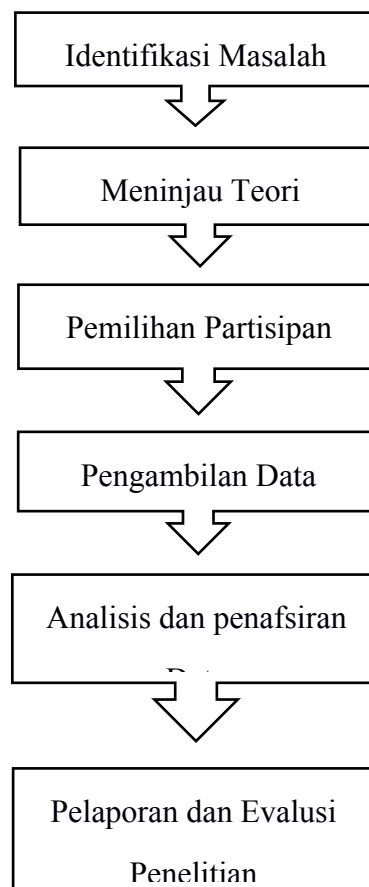 Identifikasi Masalah
Meninjau Teori
Pemilihan Partisipan
Pengambilan Data
Analisis dan penafsiran
Pelaporan dan Evalusi
Penelitian